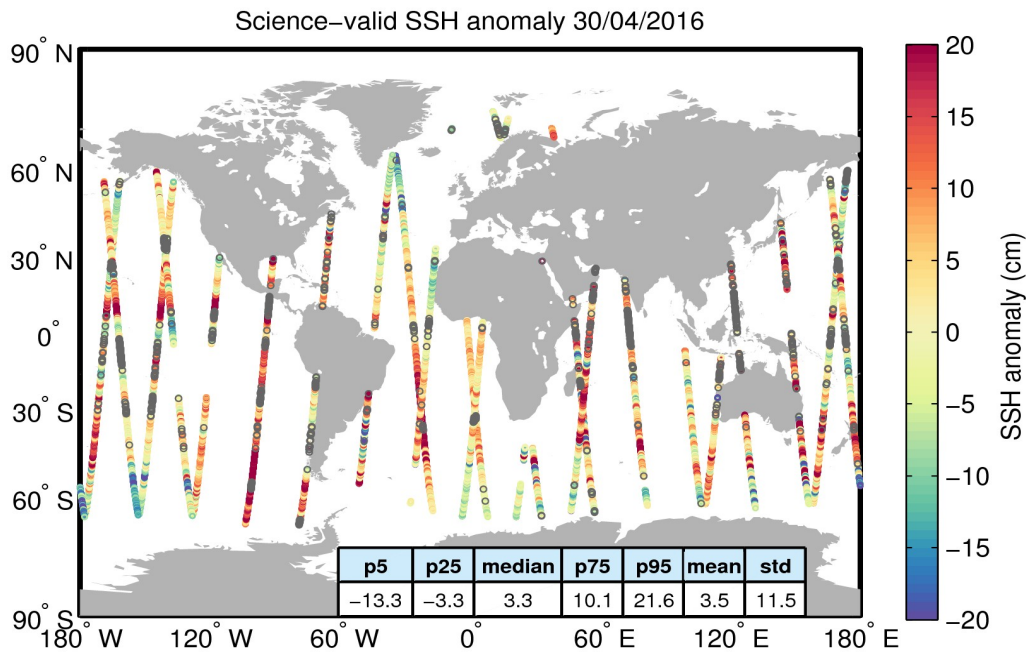 Science−valid SSH anomaly 30/04/2016
90° N
60° N
30° N
0°
30° S
60° S
90° S
180° W
120° W
60° W
0°
60° E
120° E
180° E
p5 p25 median p75 p95 mean std
−13.3 −3.3 3.3 10.1 21.6 3.5 11.5
20
15
10
5
0
−5
−10
−15
−20
SSH anomaly (cm)